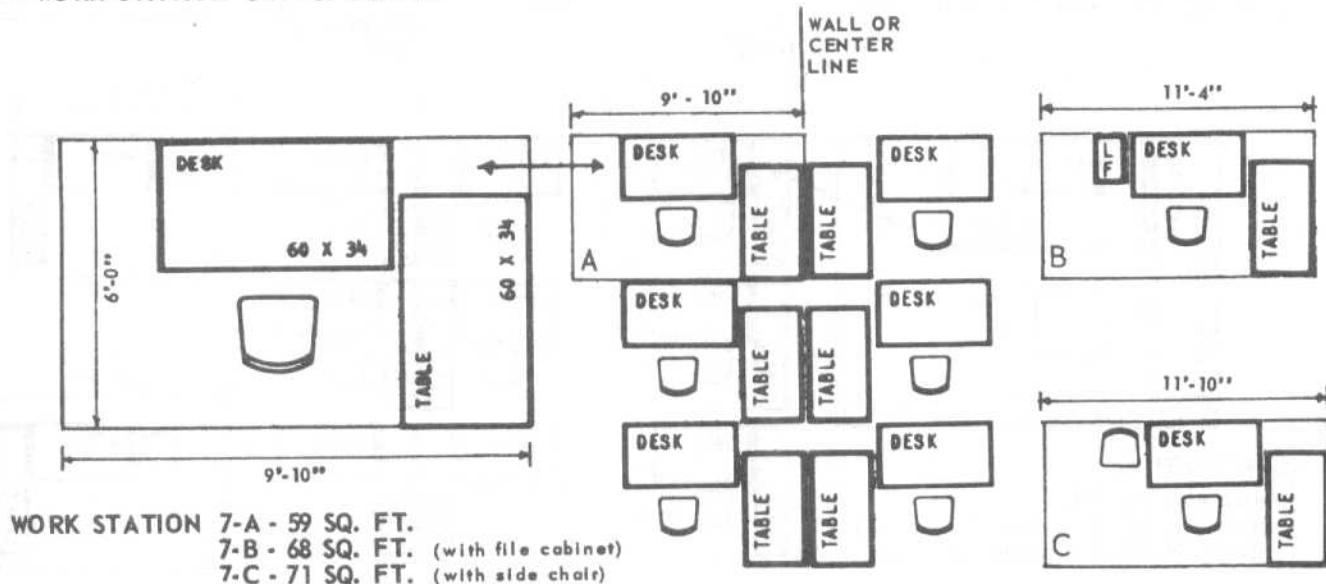 WALL OR
CENTER
LINE
9' - 10"
11'-4"
DESK
60 X 34
60 X 34
TABLE
6'-0"
9'-10"
DESK
TABLE
TABLE
DESK
A
DESK
TABLE
TABLE
DESK
DESK
TABLE
TABLE
DESK
L
F
DESK
TABLE
B
11'-10"
DESK
TABLE
C
WORK STATION 7-A - 59 SQ. FT.
7-B - 68 SQ. FT. (with file cabinet)
7-C - 71 SQ. FT. (with side chair)